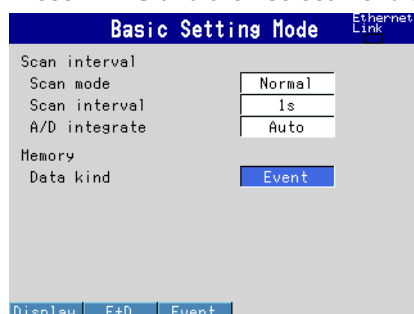 Basic Setting Mode
Ethernet
Link
Scan interval
Scan mode Normal
Scan interval 1s
A/D integrate Auto
Memory
Data kind Event
Display E+D Event